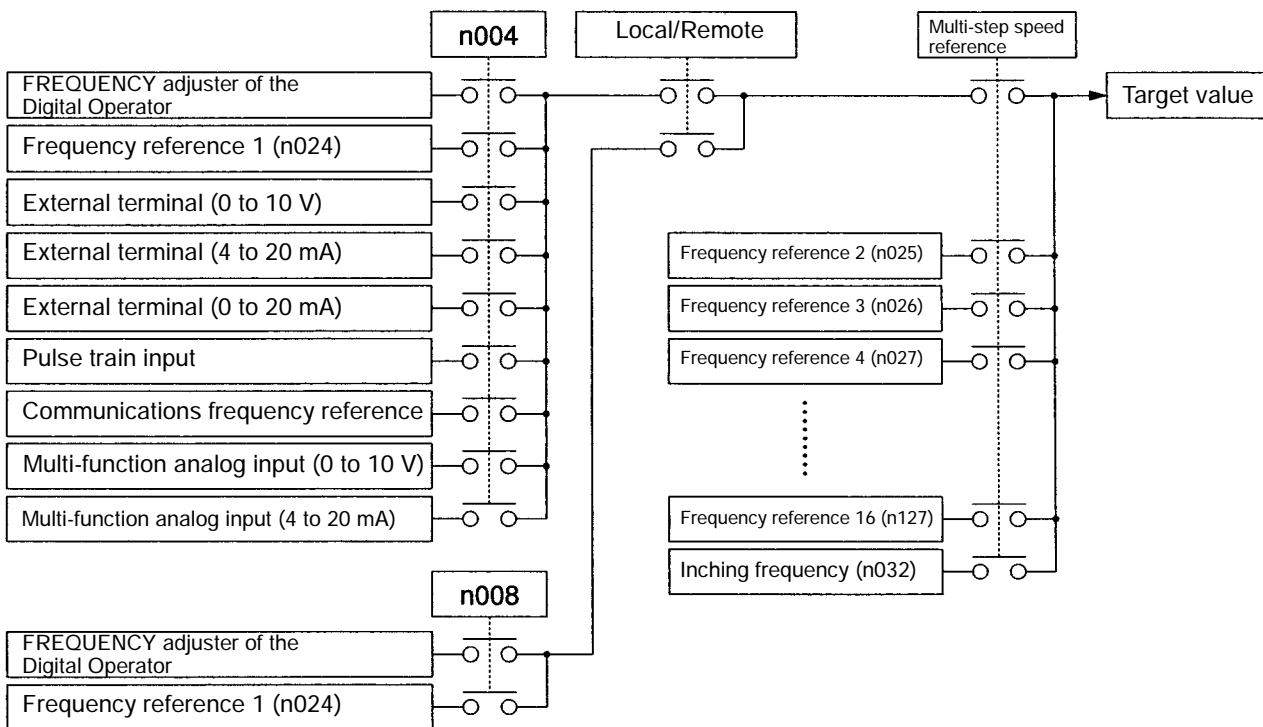 n004
Local/Remote
Multi-step speed
reference
FREQUENCY adjuster of the
Digital Operator
Target value
Frequency reference 1 (n024)
External terminal (0 to 10 V)
External terminal (4 to 20 mA)
Frequency reference 2 (n025)
External terminal (0 to 20 mA)
Frequency reference 3 (n026)
Pulse train input
Frequency reference 4 (n027)
Communications frequency reference
Multi-function analog input (0 to 10 V)
Multi-function analog input (4 to 20 mA)
Frequency reference 16 (n127)
Inching frequency (n032)
n008
FREQUENCY adjuster of the
Digital Operator
Frequency reference 1 (n024)